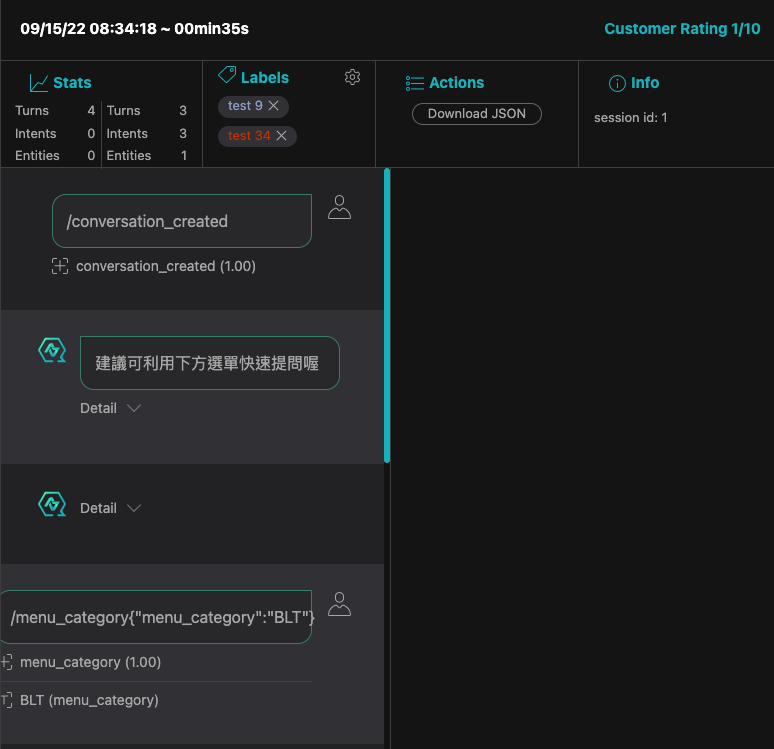 09/15/22 08:34:18 ~ 00min35s
Customer Rating 1/10
Stats
Turns 4 Turns 3
Intents 0 Intents 3
Entities 0 Entities 1
Labels
test 9
test 34
Actions
Download JSON
Info
session id: 1
/conversation_created
conversation_created (1.00)
建議可利用下方選單快速提問喔
Detail
Detail
/menu_category{"menu_category":"BLT"}
menu_category (1.00)
BLT (menu_category)